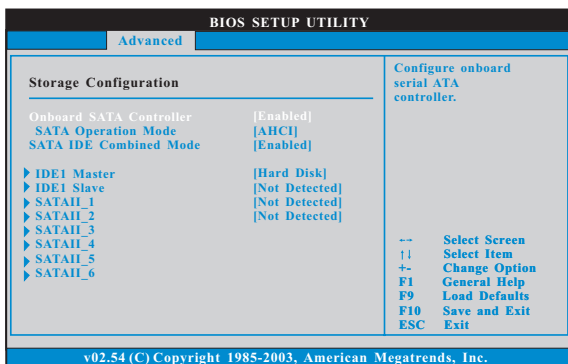 BIOS SETUP UTILITY
Advanced
Storage Configuration
Onboard SATA Controller [Enabled]
SATA Operation Mode [AHCI]
SATA IDE Combined Mode [Enabled]
IDE1 Master [Hard Disk]
IDE1 Slave [Not Detected]
SATAII_1 [Not Detected]
SATAII_2 [Not Detected]
SATAII_3
SATAII_4
SATAII_5
SATAII_6
Configure onboard
serial ATA
controller.
←→ Select Screen
↑↓ Select Item
+- Change Option
F1 General Help
F9 Load Defaults
F10 Save and Exit
ESC Exit
v02.54 (C) Copyright 1985-2003, American Megatrends, Inc.